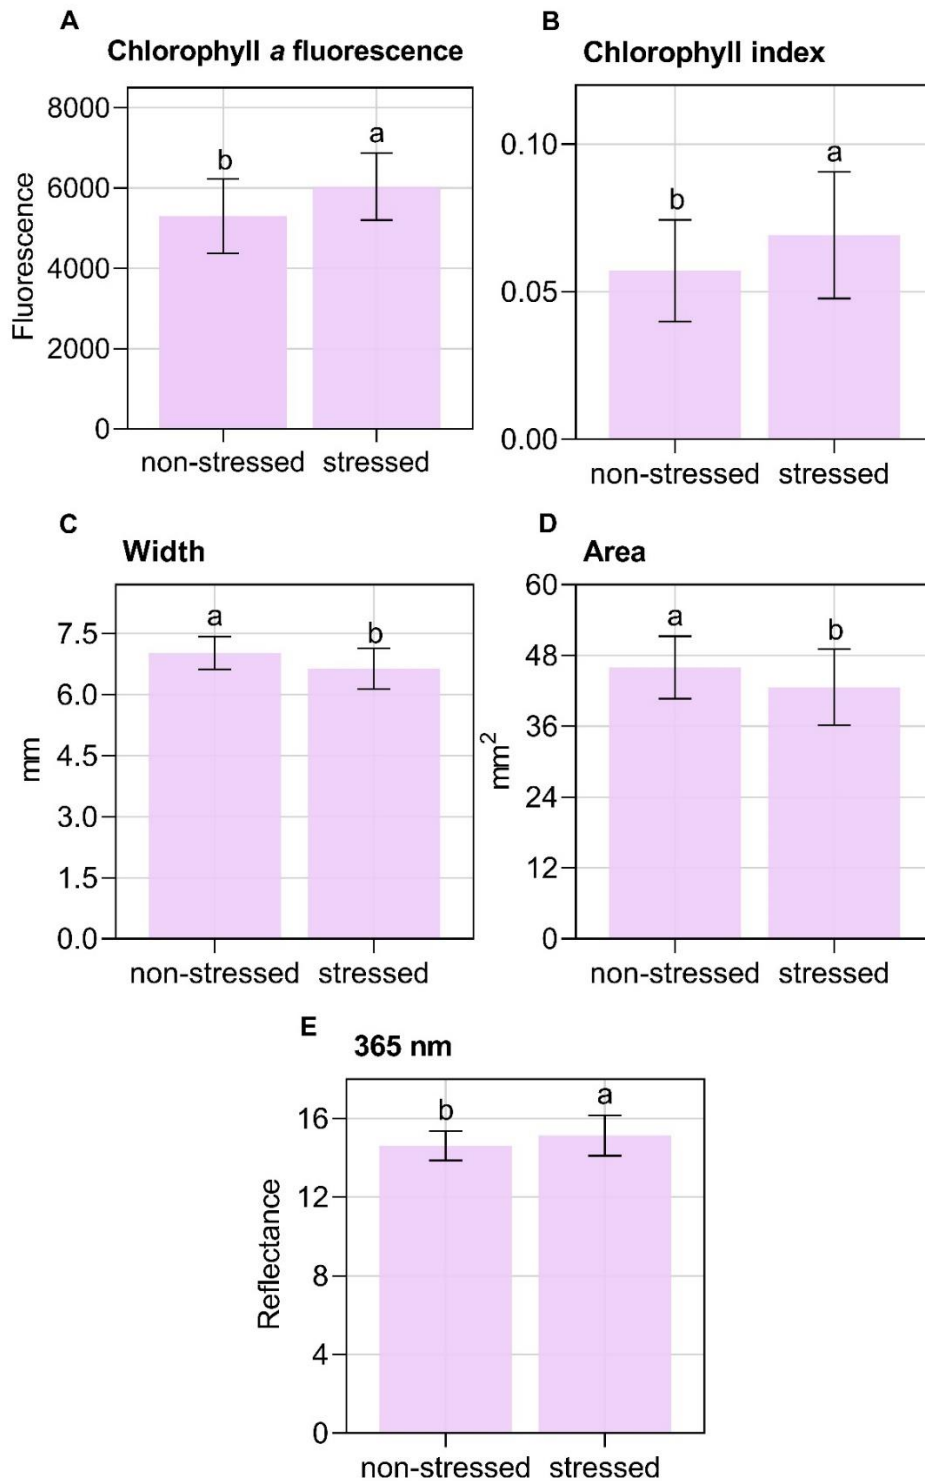 A
Chlorophyll a fluorescence
8000
6000
4000
2000
0
Fluorescence
b
a
non-stressed stressed
B
Chlorophyll index
0.10
0.05
0.00
b
a
non-stressed stressed
C
Width
7.5
6.0
4.5
3.0
1.5
0.0
mm
a
b
non-stressed stressed
D
Area
60
48
36
24
12
0
mm²
a
b
non-stressed stressed
E
365 nm
16
12
8
4
0
Reflectance
b
a
non-stressed stressed